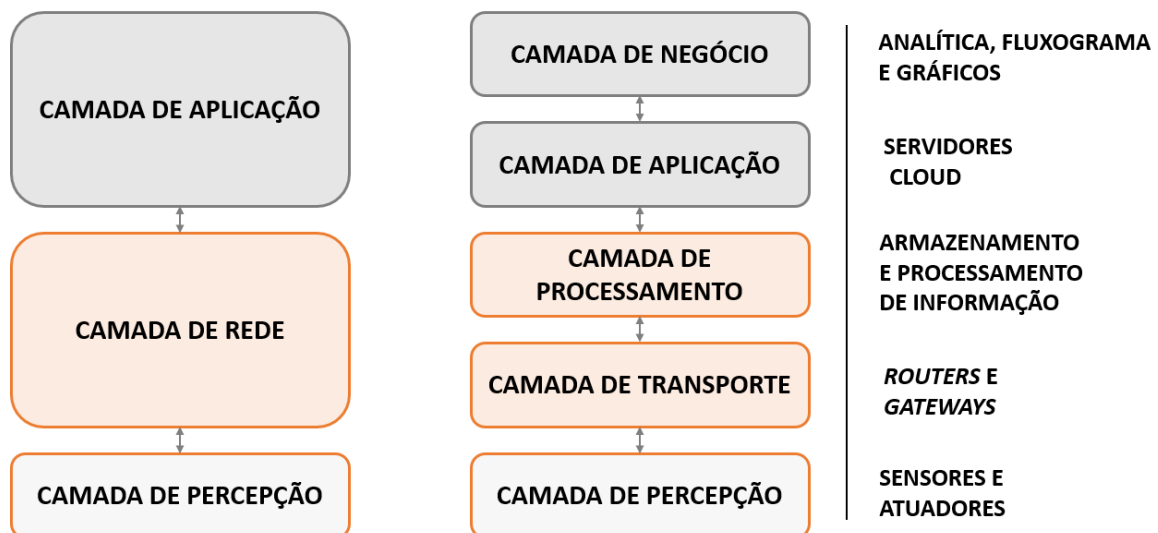 CAMADA DE APLICAÇÃO
CAMADA DE REDE
CAMADA DE PERCEPÇÃO
CAMADA DE NEGÓCIO
CAMADA DE APLICAÇÃO
CAMADA DE
PROCESSAMENTO
CAMADA DE TRANSPORTE
CAMADA DE PERCEPÇÃO
ANALÍTICA, FLUXOGRAMA
E GRÁFICOS
SERVIDORES
CLOUD
ARMAZENAMENTO
E PROCESSAMENTO
DE INFORMAÇÃO
ROUTERS E
GATEWAYS
SENSORES E
ATUADORES